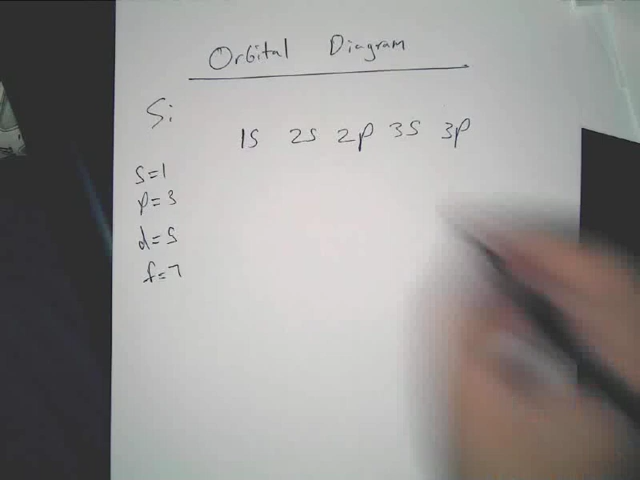 Orbital Diagram
Si
1s 2s 2p 3s 3p
s=1
p=3
d=5
f=7